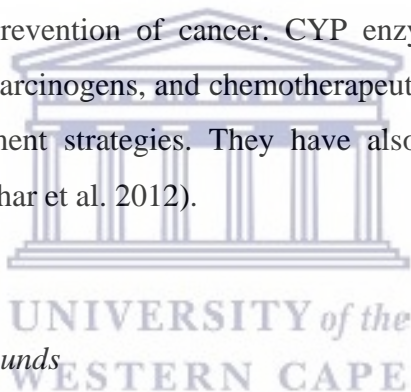 revention of cancer. CYP enzy
arcinogens, and chemotherapeut
nent strategies. They have also
har et al. 2012).
UNIVERSITY of the
unds
WESTERN CAPE